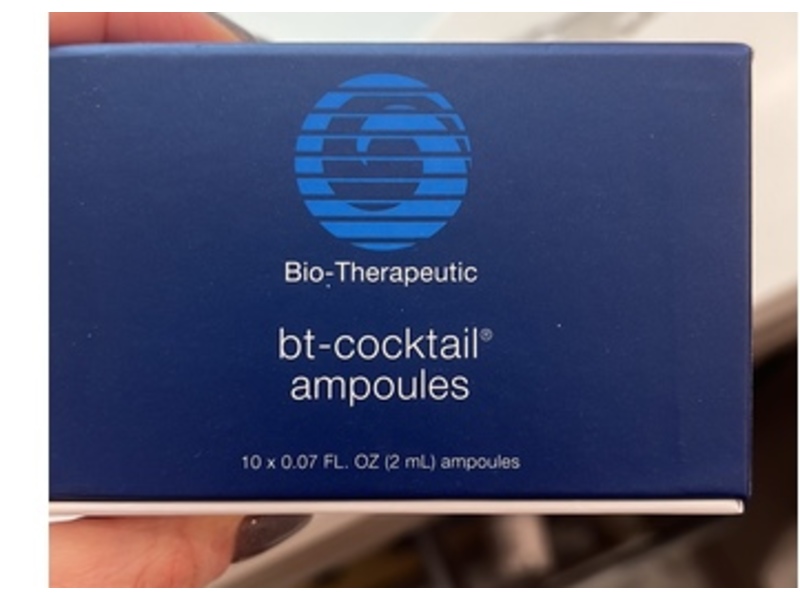 Bio-Therapeutic
bt-cocktail®
ampoules
10 x 0.07 FL. OZ (2 mL) ampoules